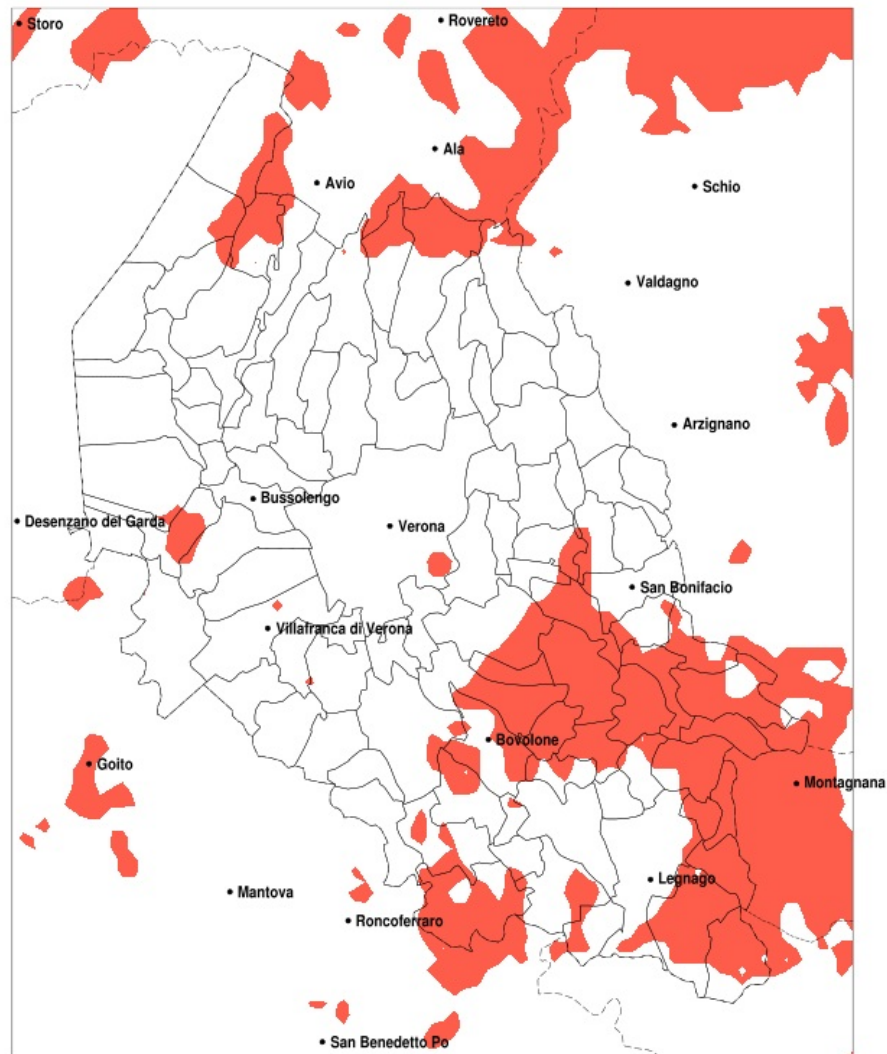 Storo
Rovereto
Ala
Avio
Schio
Valdagno
Arzignano
Bussolengo
Desenzano del Garda
Verona
San Bonifacio
Villafranca di Verona
Bovolone
Goito
Montagnana
Legnago
Mantova
Roncoferraro
San Benedetto Po